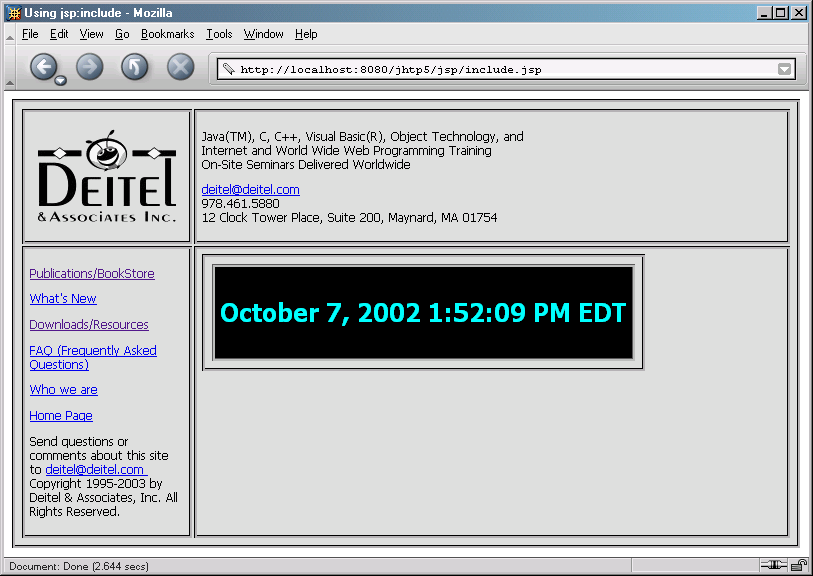 Using jsp:include - Mozilla
File Edit View Go Bookmarks Tools Window Help
http://localhost:8080/jhtp5/jsp/include.jsp
DEITEL
& ASSOCIATES INC.
Java(TM), C, C++, Visual Basic(R), Object Technology, and
Internet and World Wide Web Programming Training
On-Site Seminars Delivered Worldwide
deitel@deitel.com
978.461.5880
12 Clock Tower Place, Suite 200, Maynard, MA 01754
Publications/BookStore
What's New
Downloads/Resources
FAQ (Frequently Asked
Questions)
Who we are
Home Page
Send questions or
comments about this site
to deitel@deitel.com
Copyright 1995-2003 by
Deitel & Associates, Inc. All
Rights Reserved.
October 7, 2002 1:52:09 PM EDT
Document: Done (2.644 secs)